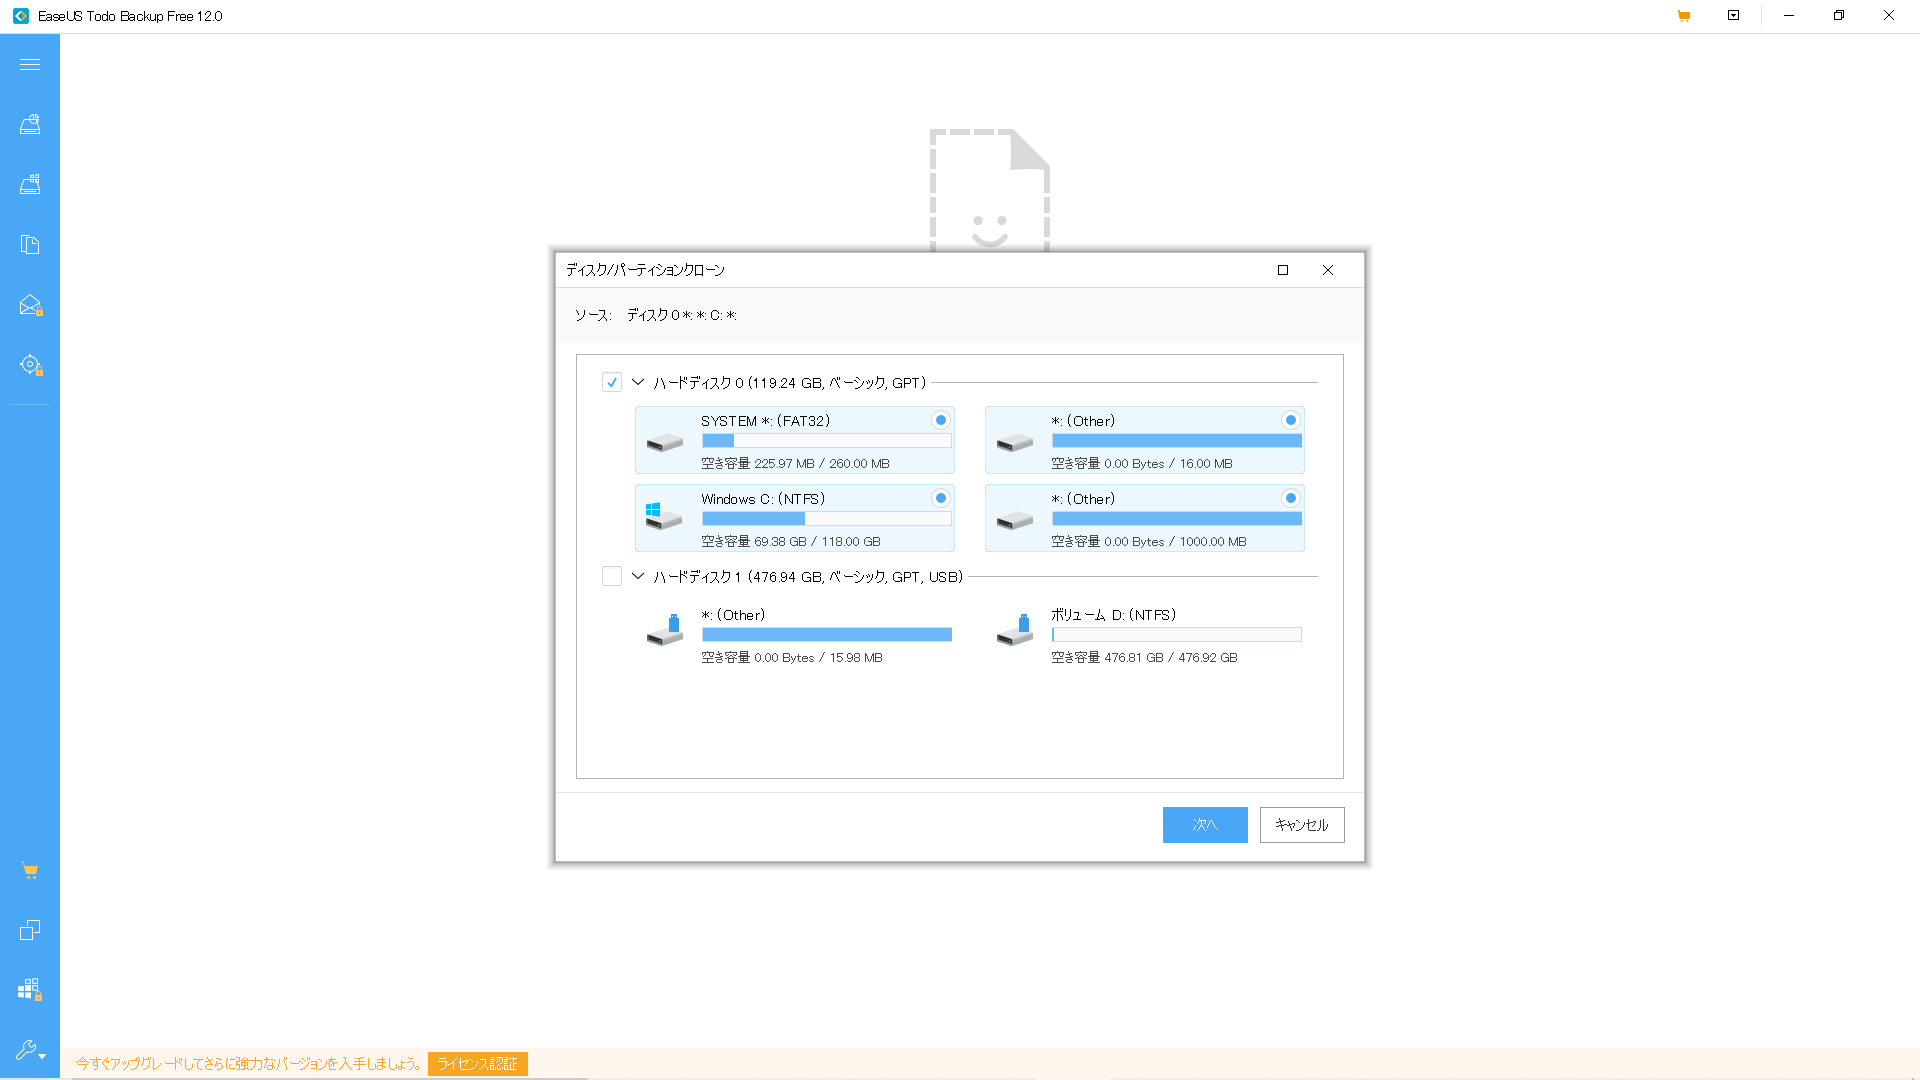 EaseUS Todo Backup Free 12.0
ディスク/パーティションクローン
ソース: ディスク 0 *: *: C: *:
ハードディスク 0 (119.24 GB, ベーシック, GPT)
SYSTEM *: (FAT32)
空き容量 225.97 MB / 260.00 MB
*: (Other)
空き容量 0.00 Bytes / 16.00 MB
Windows C: (NTFS)
空き容量 69.38 GB / 118.00 GB
*: (Other)
空き容量 0.00 Bytes / 1000.00 MB
ハードディスク 1 (476.94 GB, ベーシック, GPT, USB)
*: (Other)
空き容量 0.00 Bytes / 15.98 MB
ボリューム D: (NTFS)
空き容量 476.81 GB / 476.92 GB
次へ
キャンセル
今すぐアップグレードしてさらに強力なバージョンを入手しましょう。
ライセンス認証